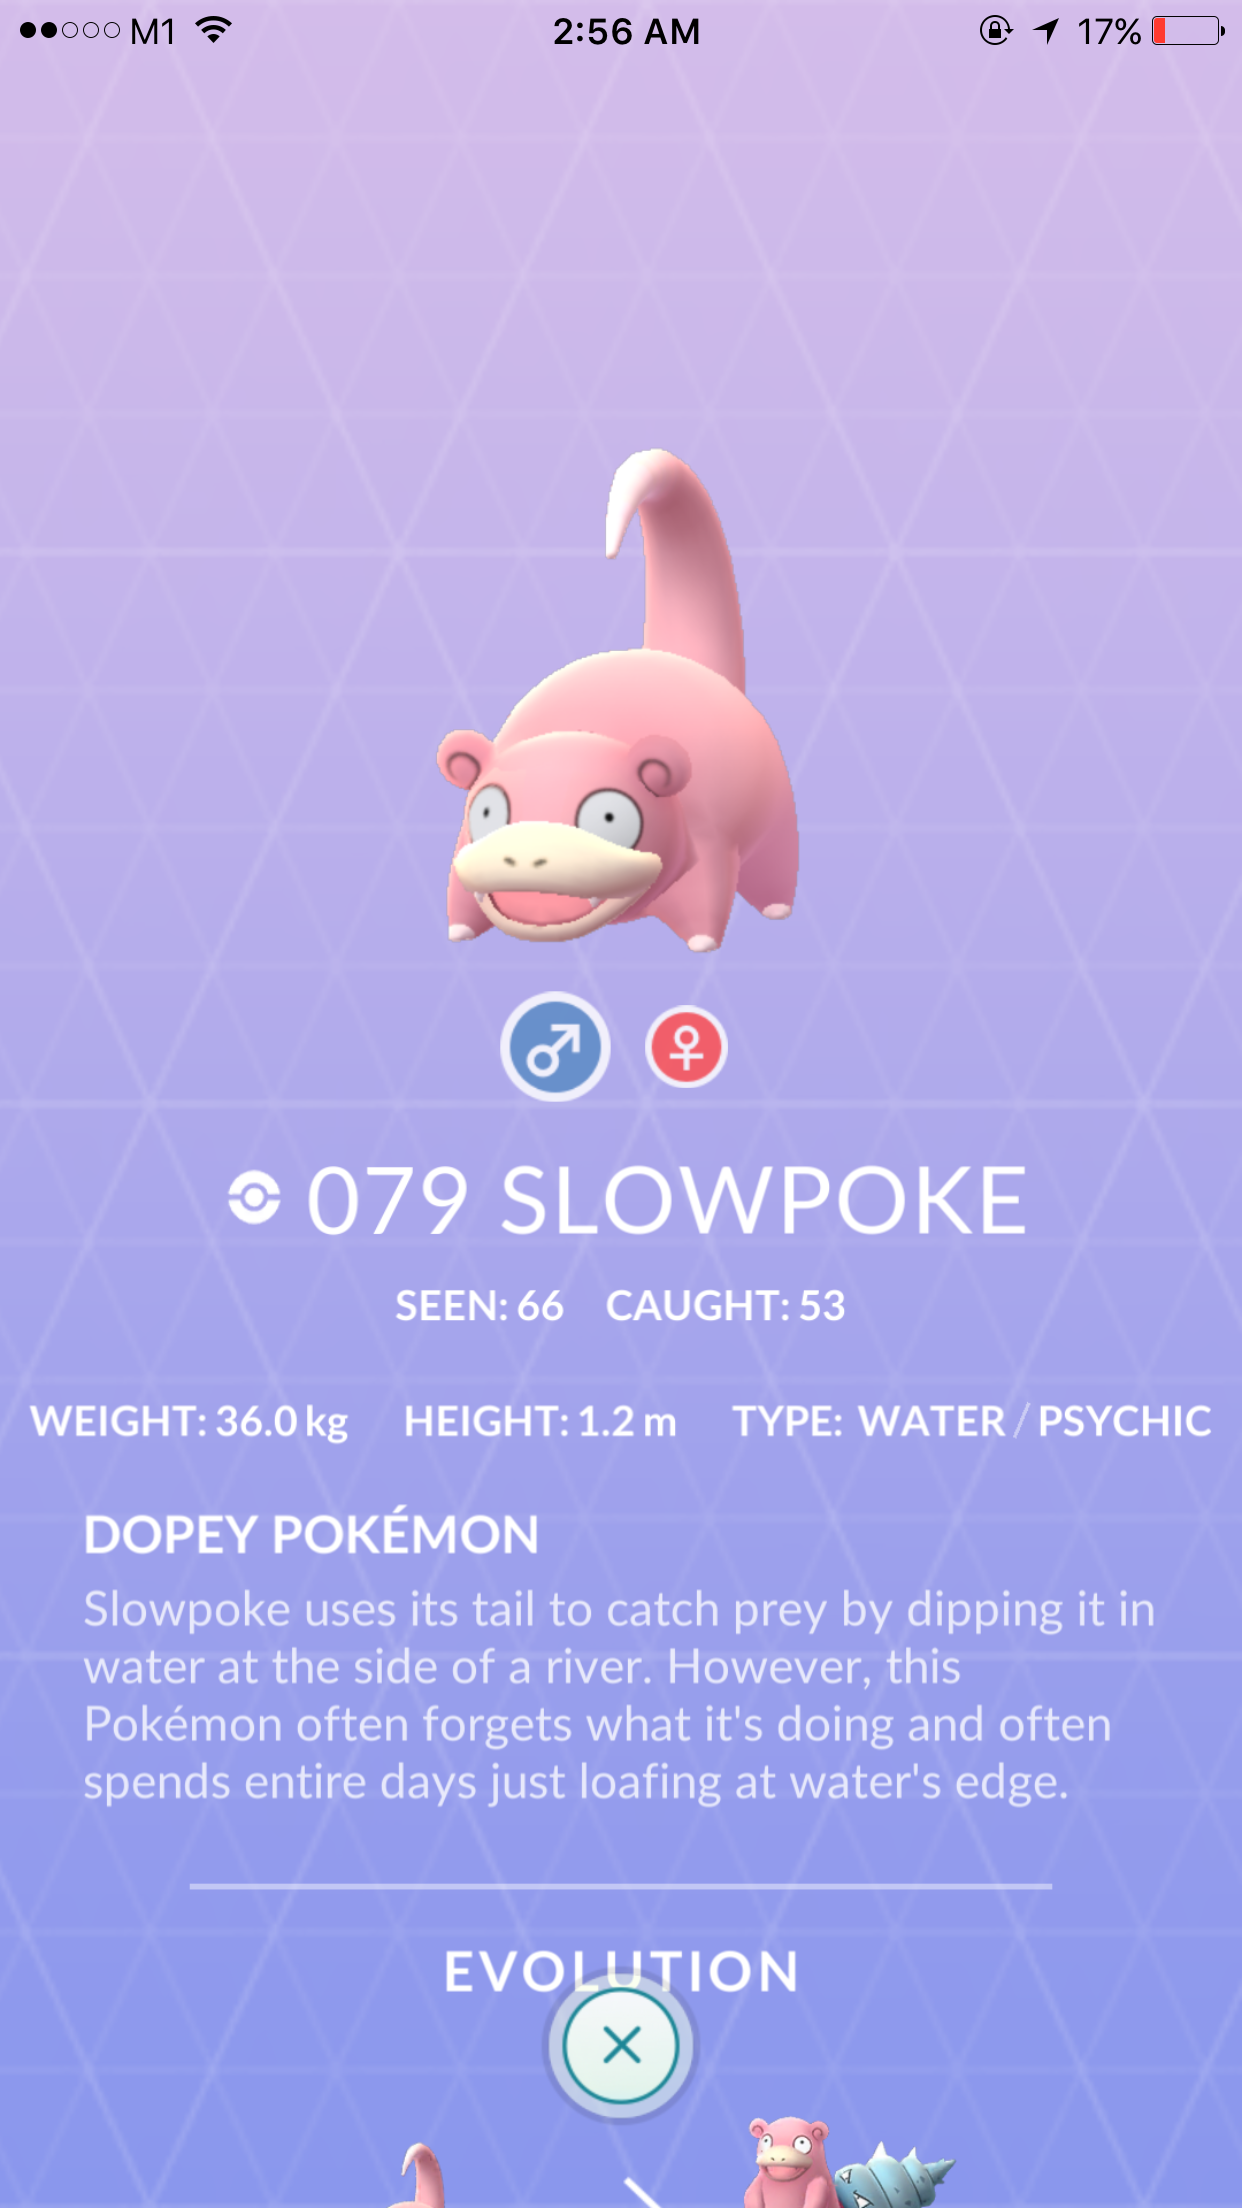 M1 2:56 AM 17%
079 SLOWPOKE
SEEN: 66 CAUGHT: 53
WEIGHT: 36.0 kg HEIGHT: 1.2 m TYPE: WATER / PSYCHIC
DOPEY POKÉMON
Slowpoke uses its tail to catch prey by dipping it in
water at the side of a river. However, this
Pokémon often forgets what it's doing and often
spends entire days just loafing at water's edge.
EVOLUTION